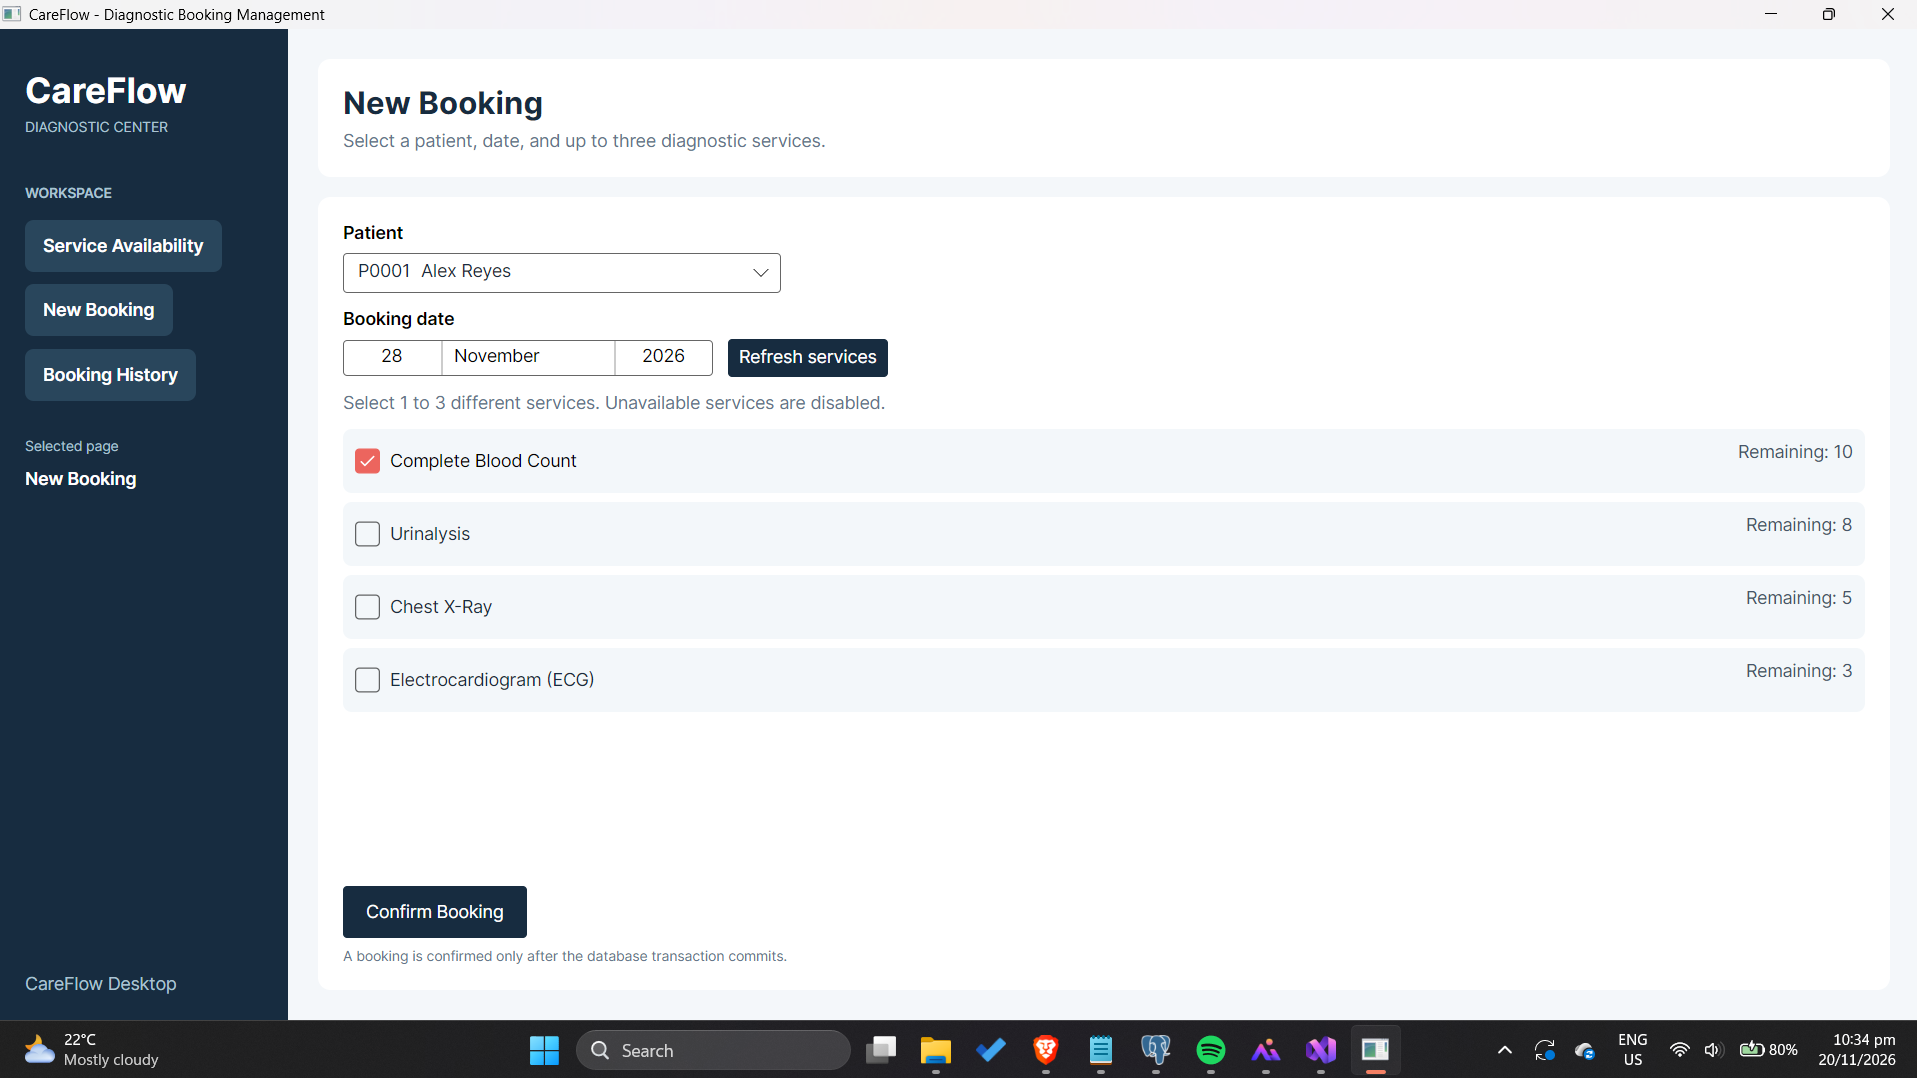 CareFlow - Diagnostic Booking Management
CareFlow
DIAGNOSTIC CENTER
WORKSPACE
Service Availability
New Booking
Booking History
Selected page
New Booking
CareFlow Desktop
New Booking
Select a patient, date, and up to three diagnostic services.
Patient
P0001 Alex Reyes
Booking date
28 November 2026 Refresh services
Select 1 to 3 different services. Unavailable services are disabled.
Complete Blood Count Remaining: 10
Urinalysis Remaining: 8
Chest X-Ray Remaining: 5
Electrocardiogram (ECG) Remaining: 3
Confirm Booking
A booking is confirmed only after the database transaction commits.
22°C
Mostly cloudy
Search
ENG
US
80%
10:34 pm
20/11/2026